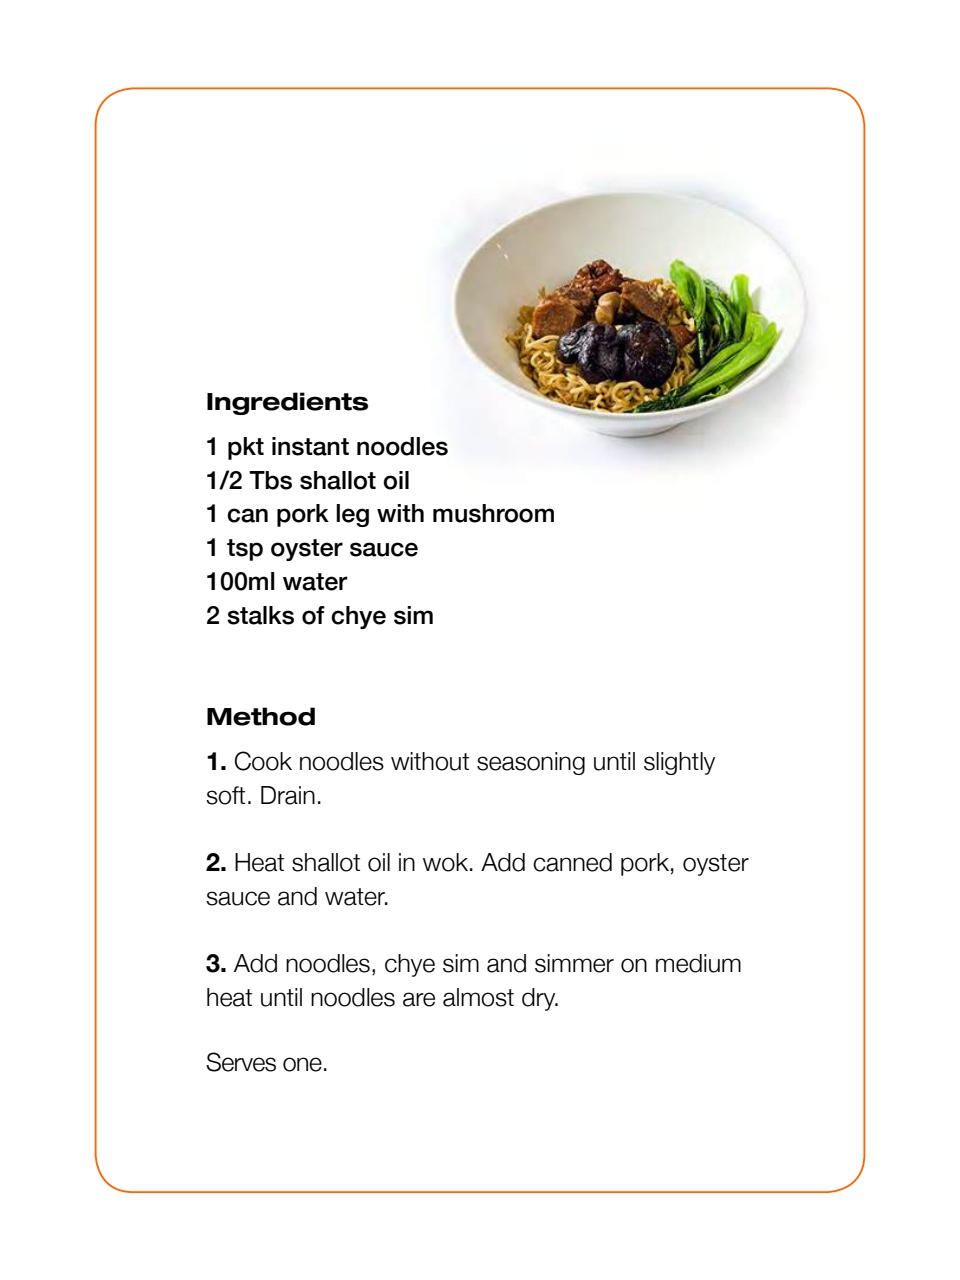 Ingredients
1 pkt instant noodles
1/2 Tbs shallot oil
1 can pork leg with mushroom
1 tsp oyster sauce
100ml water
2 stalks of chye sim
Method
1. Cook noodles without seasoning until slightly
soft. Drain.
2. Heat shallot oil in wok. Add canned pork, oyster
sauce and water.
3. Add noodles, chye sim and simmer on medium
heat until noodles are almost dry.
Serves one.